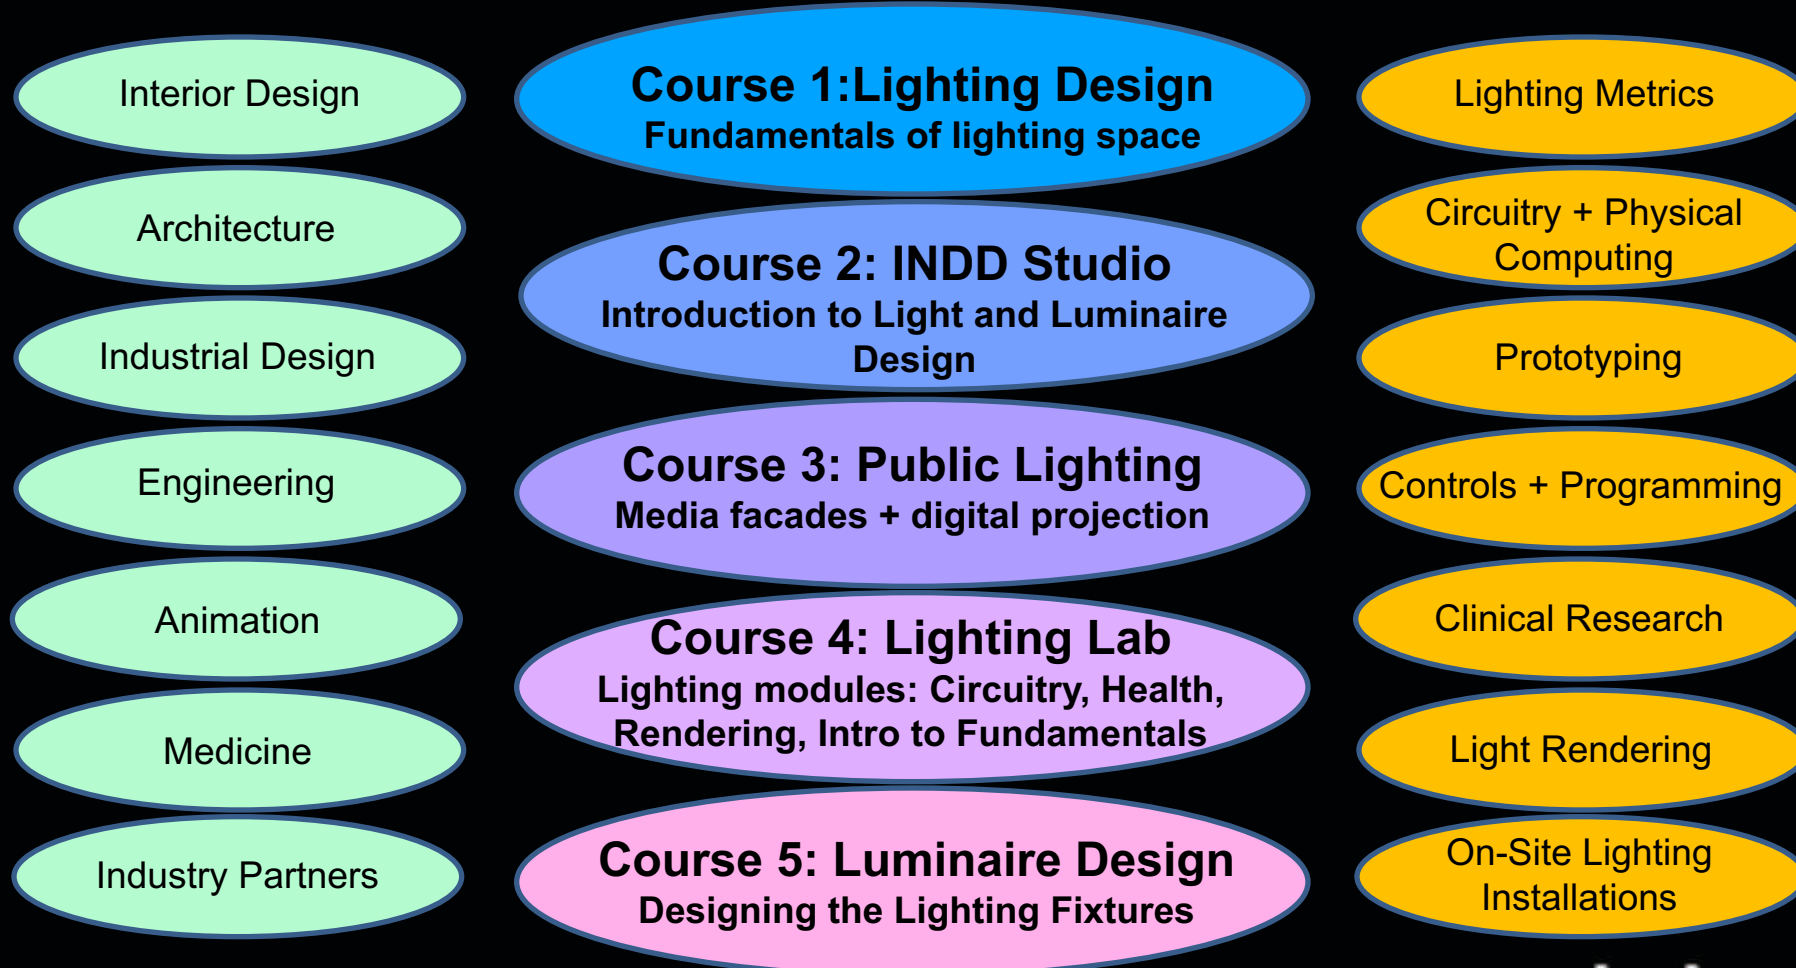 Interior Design
Architecture
Industrial Design
Engineering
Animation
Medicine
Industry Partners
Course 1:Lighting Design
Fundamentals of lighting space
Course 2: INDD Studio
Introduction to Light and Luminaire
Design
Course 3: Public Lighting
Media facades + digital projection
Course 4: Lighting Lab
Lighting modules: Circuitry, Health,
Rendering, Intro to Fundamentals
Course 5: Luminaire Design
Designing the Lighting Fixtures
Lighting Metrics
Circuitry + Physical
Computing
Prototyping
Controls + Programming
Clinical Research
Light Rendering
On-Site Lighting
Installations